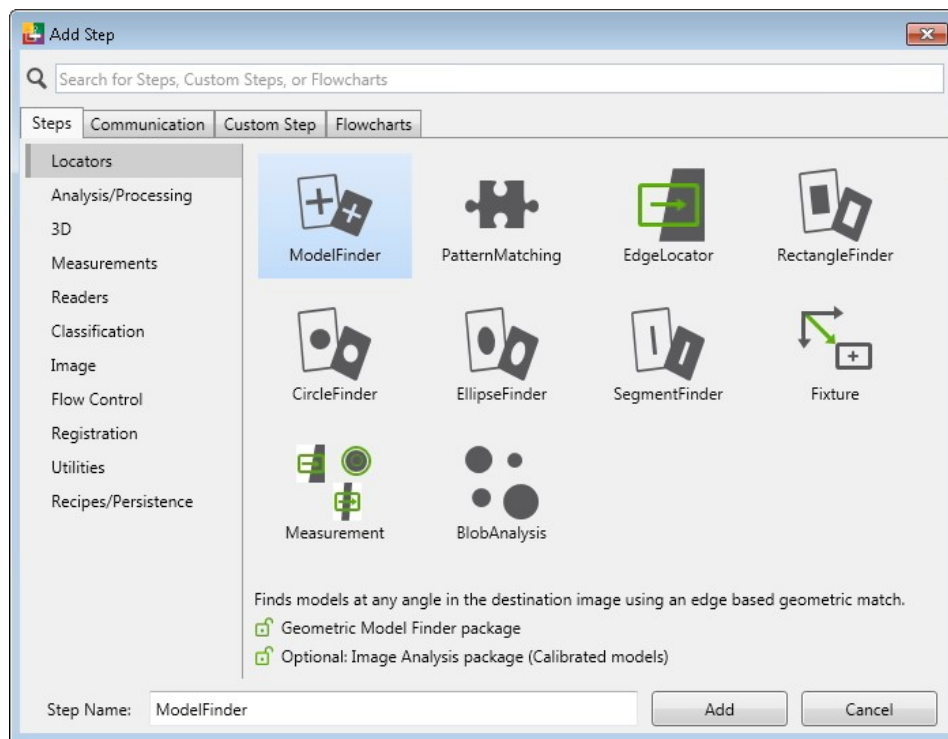 Add Step
Search for Steps, Custom Steps, or Flowcharts
Steps Communication Custom Step Flowcharts
Locators
Analysis/Processing
3D
Measurements
Readers
Classification
Image
Flow Control
Registration
Utilities
Recipes/Persistence
ModelFinder PatternMatching EdgeLocator RectangleFinder
CircleFinder EllipseFinder SegmentFinder Fixture
Measurement BlobAnalysis
Finds models at any angle in the destination image using an edge based geometric match.
Geometric Model Finder package
Optional: Image Analysis package (Calibrated models)
Step Name: ModelFinder Add Cancel